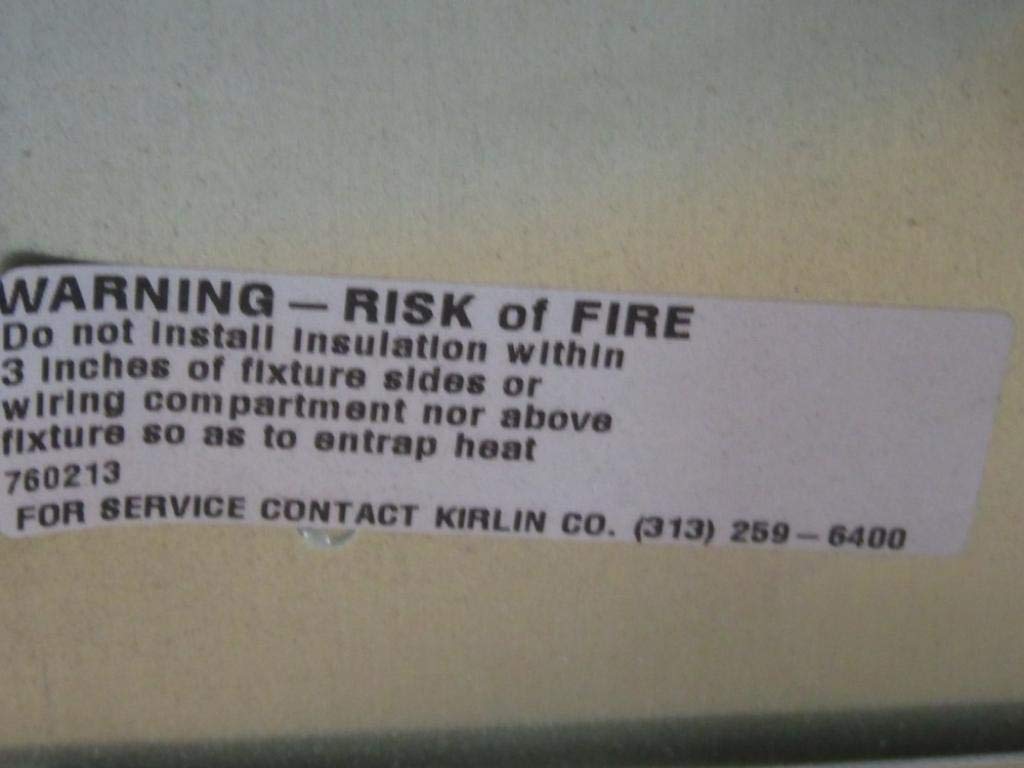 WARNING — RISK of FIRE
Do not Install Insulation within
3 Inches of fixture sides or
wiring compartment nor above
fixture so as to entrap heat
760213
FOR SERVICE CONTACT KIRLIN CO. (313) 259 — 6400